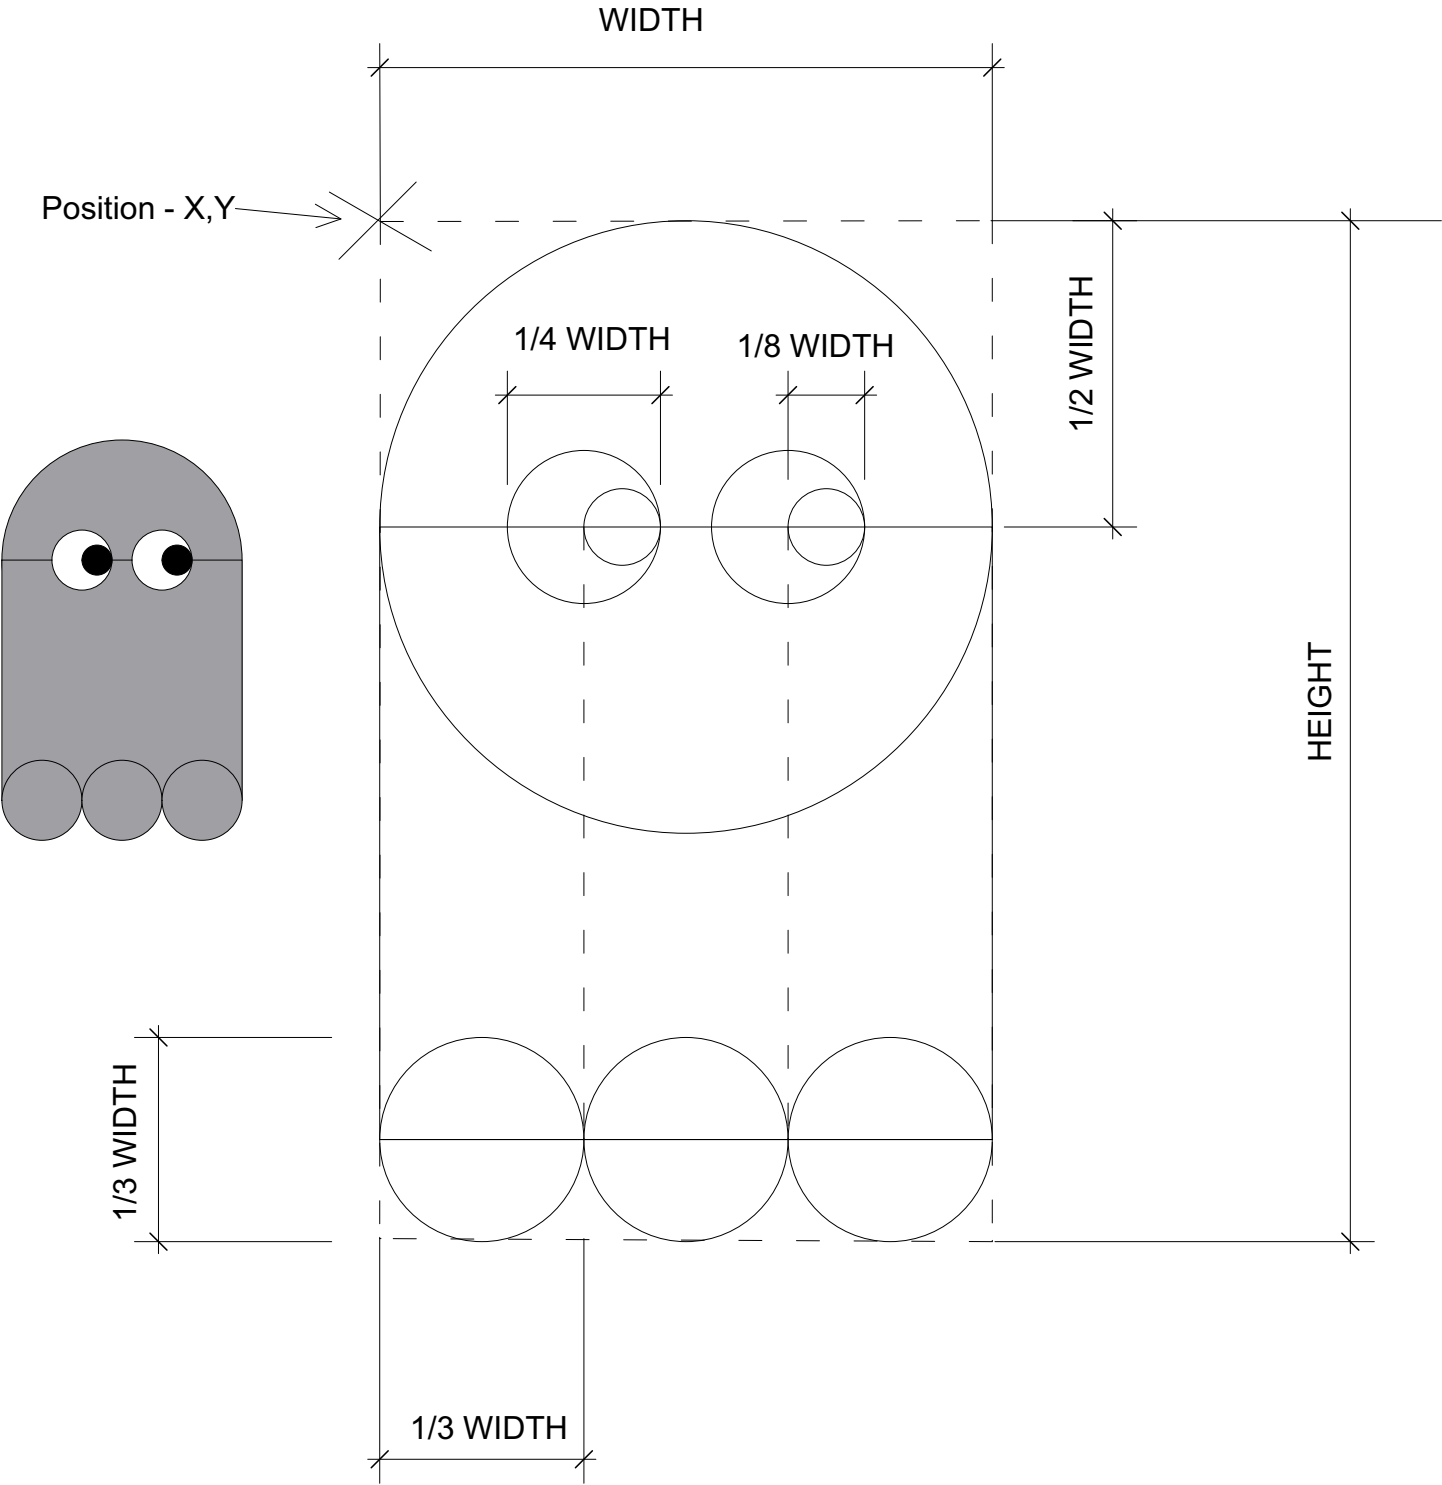 WIDTH
Position - X,Y
1/4 WIDTH
1/8 WIDTH
1/2 WIDTH
HEIGHT
1/3 WIDTH
1/3 WIDTH